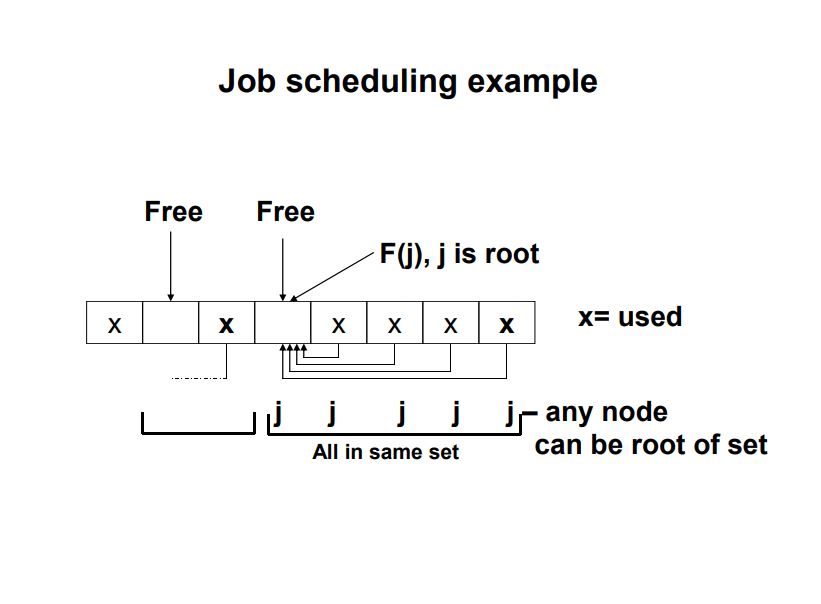 Job scheduling example
Free Free
F(j), j is root
x x x x x x x= used
j j j j j – any node
can be root of set
All in same set